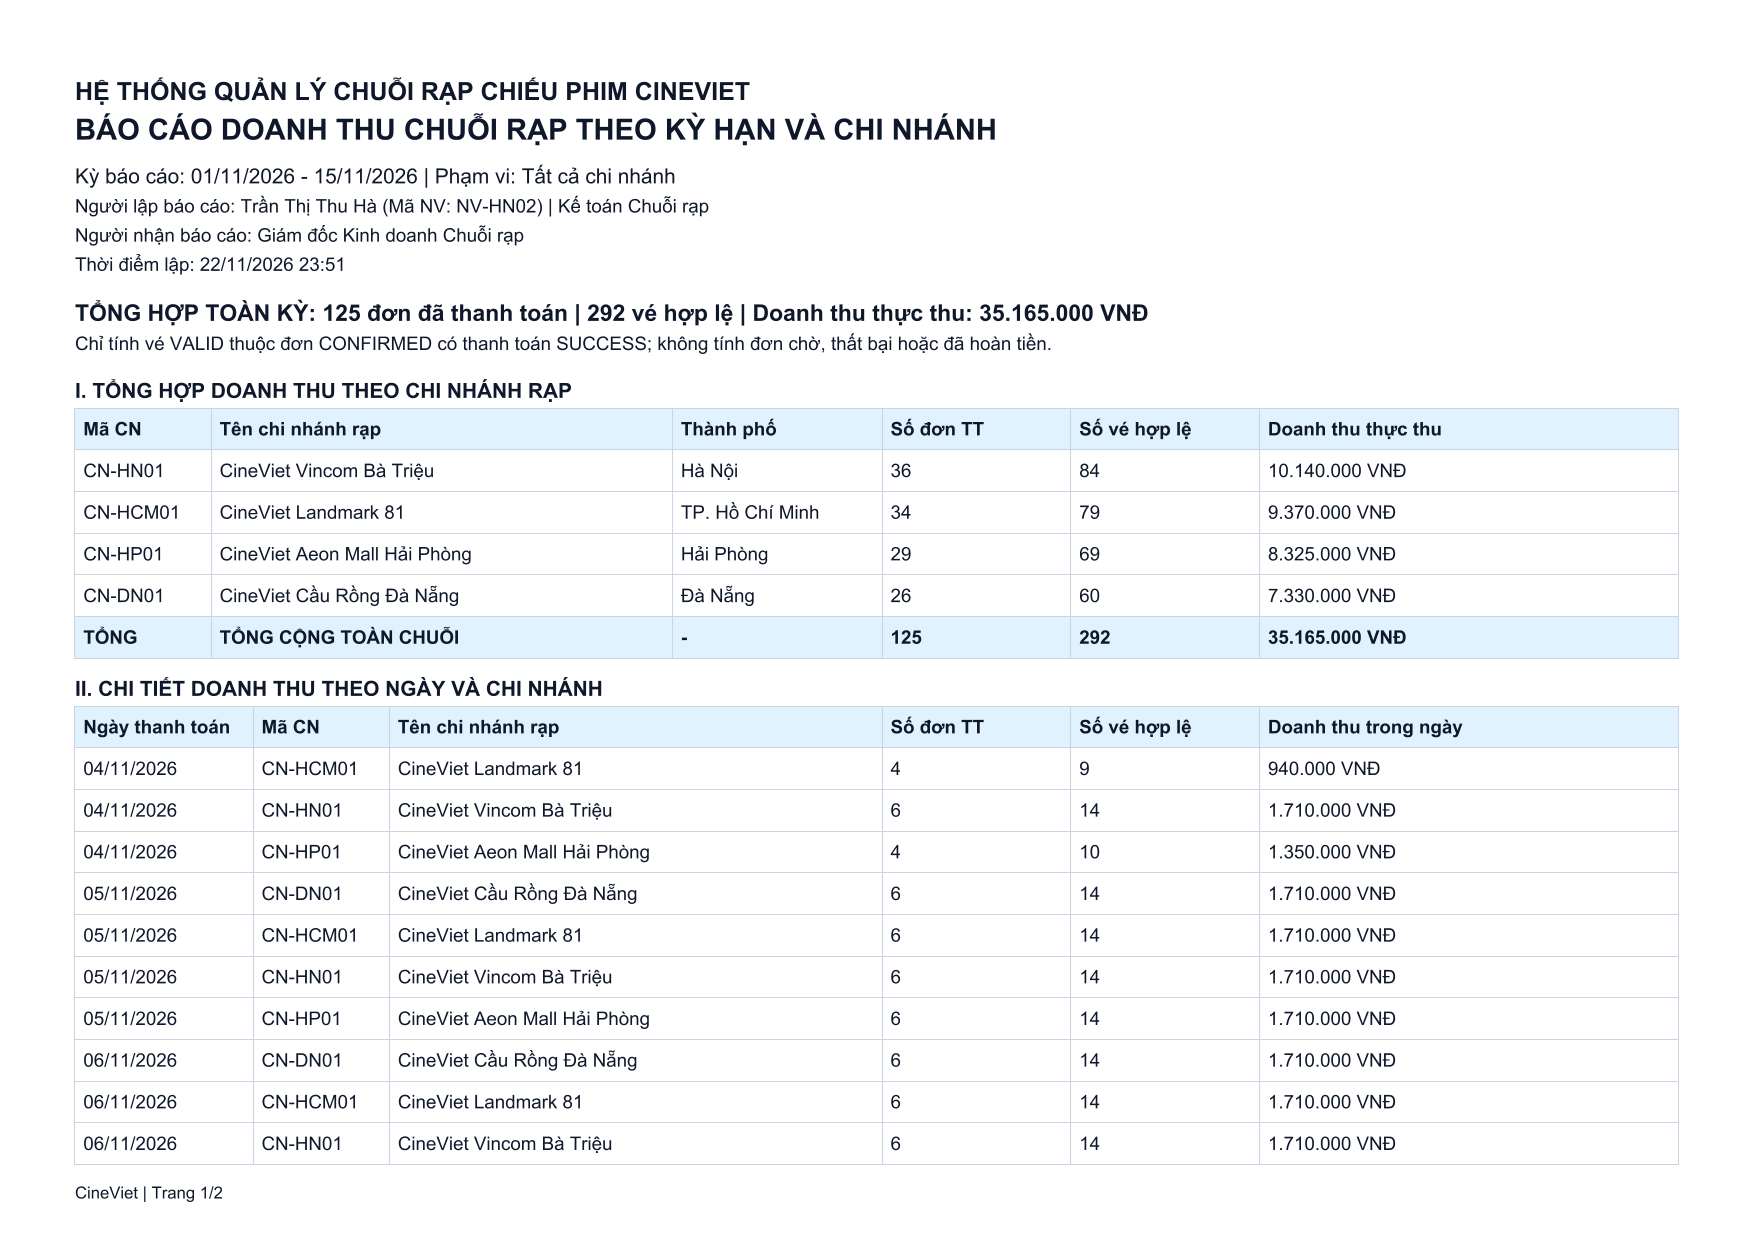 HỆ THỐNG QUẢN LÝ CHUỖI RẠP CHIẾU PHIM CINEVIET
BÁO CÁO DOANH THU CHUỖI RẠP THEO KỲ HẠN VÀ CHI NHÁNH
Kỳ báo cáo: 01/11/2026 - 15/11/2026 | Phạm vi: Tất cả chi nhánh
Người lập báo cáo: Trần Thị Thu Hà (Mã NV: NV-HN02) | Kế toán Chuỗi rạp
Người nhận báo cáo: Giám đốc Kinh doanh Chuỗi rạp
Thời điểm lập: 22/11/2026 23:51
TỔNG HỢP TOÀN KỲ: 125 đơn đã thanh toán | 292 vé hợp lệ | Doanh thu thực thu: 35.165.000 VNĐ
Chỉ tính vé VALID thuộc đơn CONFIRMED có thanh toán SUCCESS; không tính đơn chờ, thất bại hoặc đã hoàn tiền.
I. TỔNG HỢP DOANH THU THEO CHI NHÁNH RẠP
Mã CN Tên chi nhánh rạp Thành phố Số đơn TT Số vé hợp lệ Doanh thu thực thu
CN-HN01 CineViet Vincom Bà Triệu Hà Nội 36 84 10.140.000 VNĐ
CN-HCM01 CineViet Landmark 81 TP. Hồ Chí Minh 34 79 9.370.000 VNĐ
CN-HP01 CineViet Aeon Mall Hải Phòng Hải Phòng 29 69 8.325.000 VNĐ
CN-DN01 CineViet Cầu Rồng Đà Nẵng Đà Nẵng 26 60 7.330.000 VNĐ
TỔNG TỔNG CỘNG TOÀN CHUỖI - 125 292 35.165.000 VNĐ
II. CHI TIẾT DOANH THU THEO NGÀY VÀ CHI NHÁNH
Ngày thanh toán Mã CN Tên chi nhánh rạp Số đơn TT Số vé hợp lệ Doanh thu trong ngày
04/11/2026 CN-HCM01 CineViet Landmark 81 4 9 940.000 VNĐ
04/11/2026 CN-HN01 CineViet Vincom Bà Triệu 6 14 1.710.000 VNĐ
04/11/2026 CN-HP01 CineViet Aeon Mall Hải Phòng 4 10 1.350.000 VNĐ
05/11/2026 CN-DN01 CineViet Cầu Rồng Đà Nẵng 6 14 1.710.000 VNĐ
05/11/2026 CN-HCM01 CineViet Landmark 81 6 14 1.710.000 VNĐ
05/11/2026 CN-HN01 CineViet Vincom Bà Triệu 6 14 1.710.000 VNĐ
05/11/2026 CN-HP01 CineViet Aeon Mall Hải Phòng 6 14 1.710.000 VNĐ
06/11/2026 CN-DN01 CineViet Cầu Rồng Đà Nẵng 6 14 1.710.000 VNĐ
06/11/2026 CN-HCM01 CineViet Landmark 81 6 14 1.710.000 VNĐ
06/11/2026 CN-HN01 CineViet Vincom Bà Triệu 6 14 1.710.000 VNĐ
CineViet | Trang 1/2